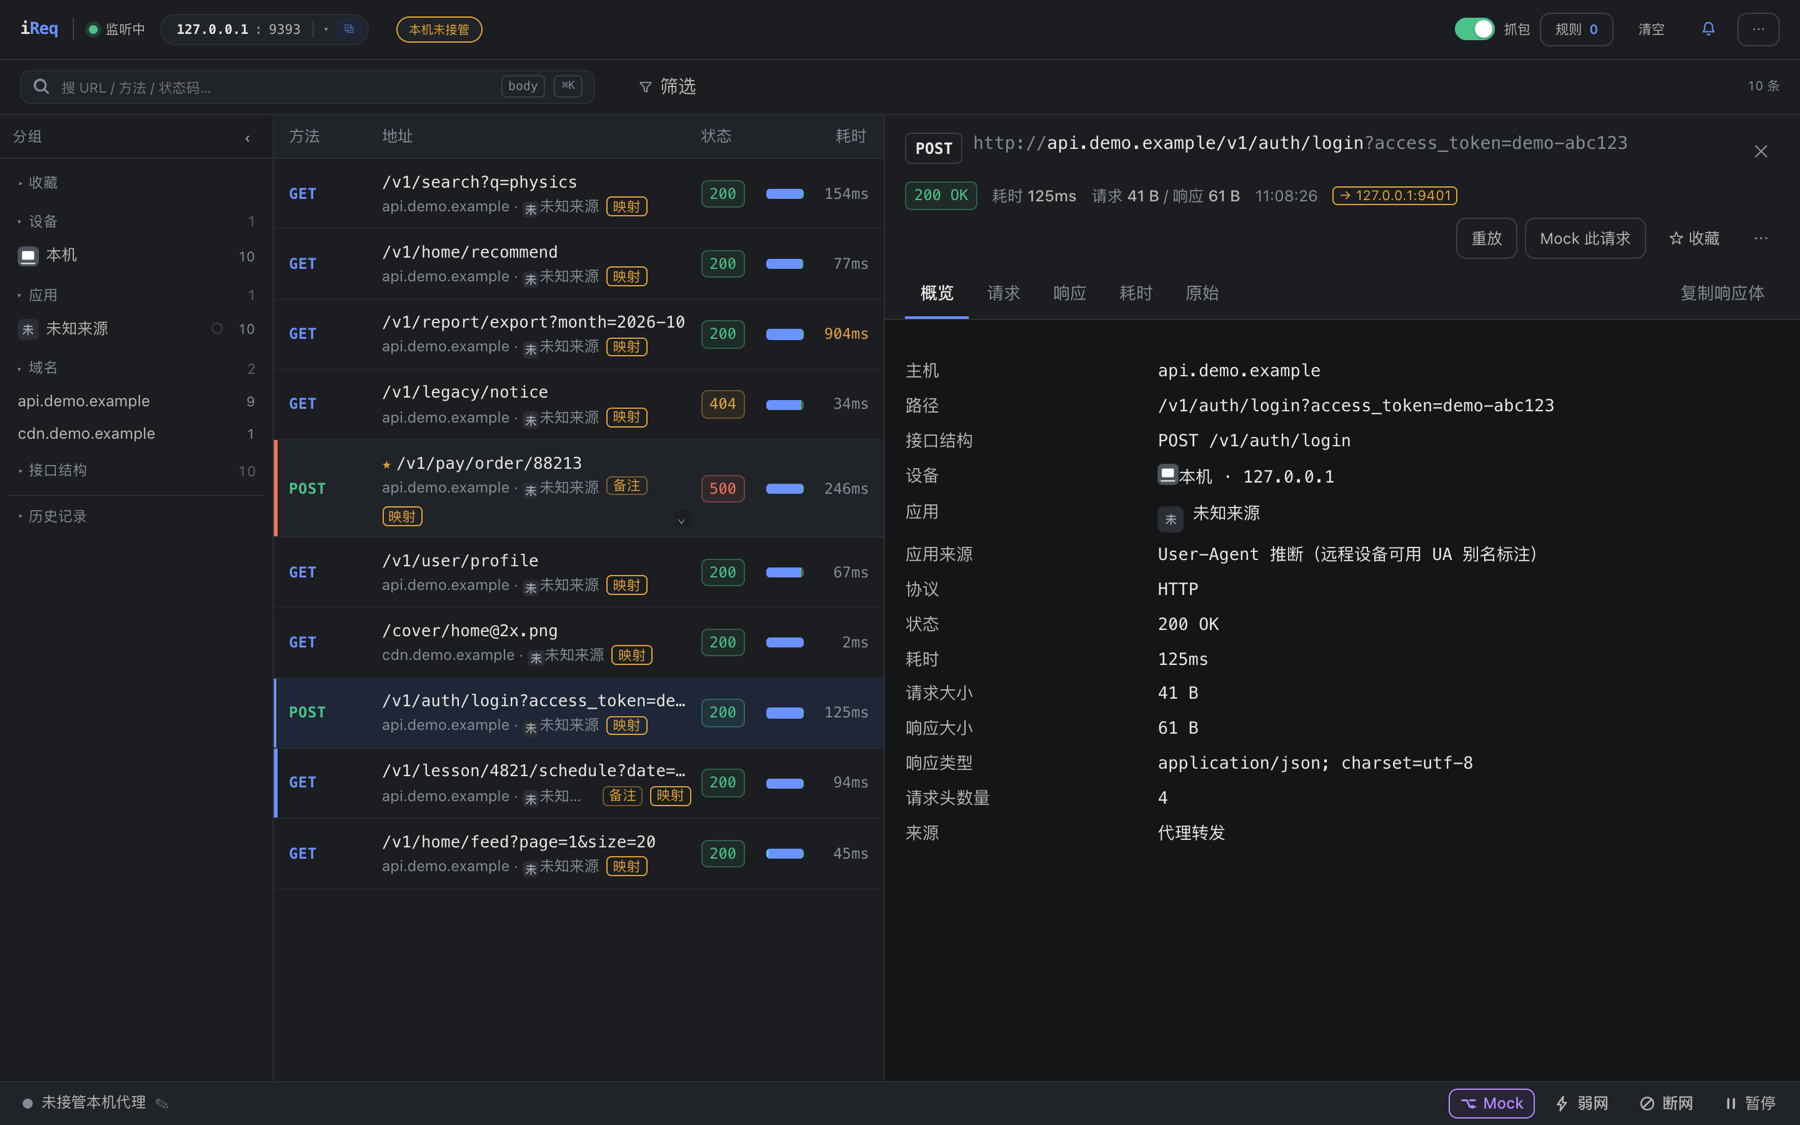 iReq 监听中 127.0.0.1 : 9393 本机未接管 抓包 规则 0 清空 ...
搜 URL / 方法 / 状态码... body ⌘K 筛选 10 条
分组 ‹
收藏
设备 1
本机 10
应用 1
未 未知来源 10
域名 2
api.demo.example 9
cdn.demo.example 1
接口结构 10
历史记录
方法 地址 状态 耗时
GET /v1/search?q=physics 200 154ms
api.demo.example · 未 未知来源 映射
GET /v1/home/recommend 200 77ms
api.demo.example · 未 未知来源 映射
GET /v1/report/export?month=2026-10 200 904ms
api.demo.example · 未 未知来源 映射
GET /v1/legacy/notice 404 34ms
api.demo.example · 未 未知来源 映射
POST ★ /v1/pay/order/88213 500 246ms
api.demo.example · 未 未知来源 备注
映射
GET /v1/user/profile 200 67ms
api.demo.example · 未 未知来源 映射
GET /cover/home@2x.png 200 2ms
cdn.demo.example · 未 未知来源 映射
POST /v1/auth/login?access_token=de… 200 125ms
api.demo.example · 未 未知来源 映射
GET /v1/lesson/4821/schedule?date=… 200 94ms
api.demo.example · 未 未知... 备注 映射
GET /v1/home/feed?page=1&size=20 200 45ms
api.demo.example · 未 未知来源 映射
POST http://api.demo.example/v1/auth/login?access_token=demo-abc123
200 OK 耗时 125ms 请求 41 B / 响应 61 B 11:08:26 → 127.0.0.1:9401
重放 Mock 此请求 ☆ 收藏 ...
概览 请求 响应 耗时 原始 复制响应体
主机 api.demo.example
路径 /v1/auth/login?access_token=demo-abc123
接口结构 POST /v1/auth/login
设备 本机 · 127.0.0.1
应用 未 未知来源
应用来源 User-Agent 推断（远程设备可用 UA 别名标注）
协议 HTTP
状态 200 OK
耗时 125ms
请求大小 41 B
响应大小 61 B
响应类型 application/json; charset=utf-8
请求头数量 4
来源 代理转发
未接管本机代理 Mock 弱网 断网 暂停